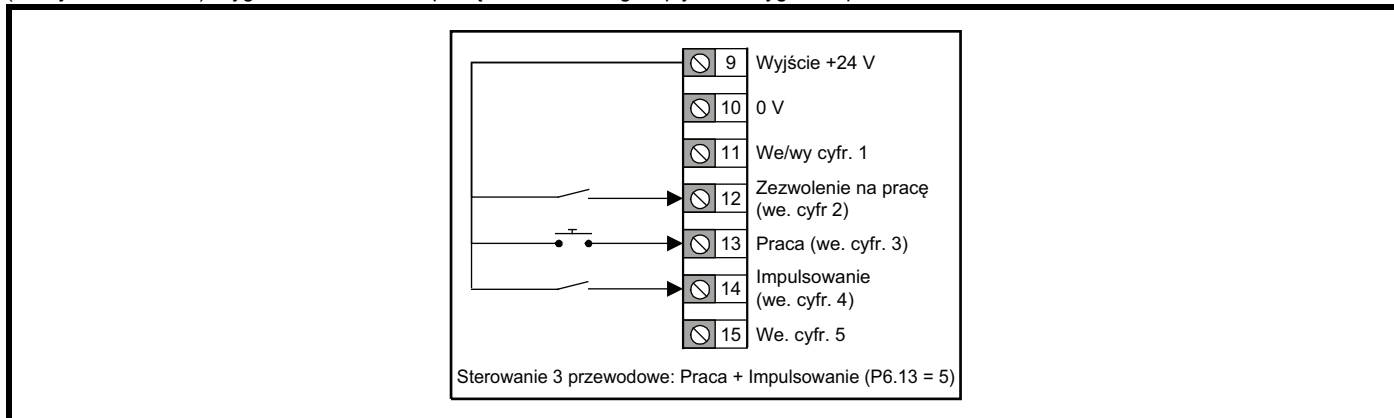 9 Wyjście +24 V
10 0 V
11 We/wy cyfr. 1
12 Zezwolenie na pracę
(we. cyfr 2)
13 Praca (we. cyfr. 3)
14 Impulsowanie
(we. cyfr. 4)
15 We. cyfr. 5
Sterowanie 3 przewodowe: Praca + Impulsowanie (P6.13 = 5)